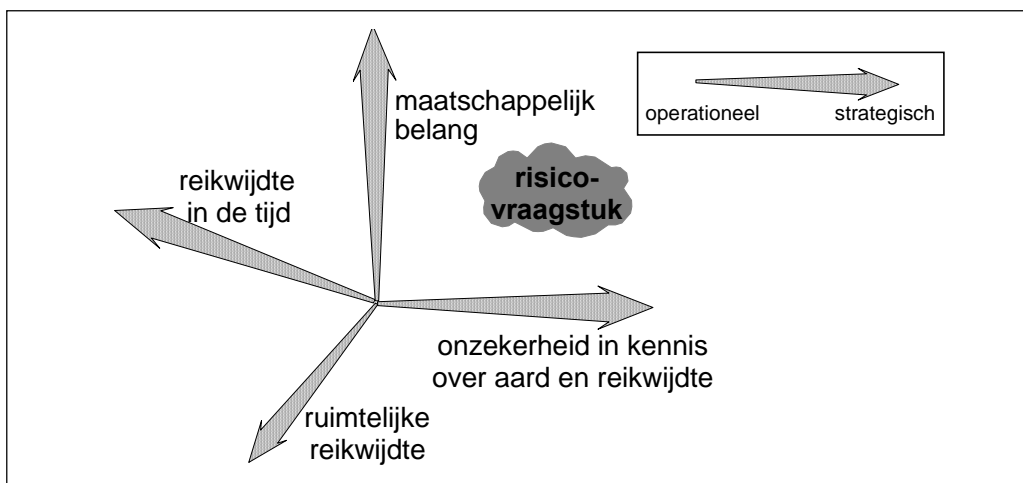 maatschappelijk
belang
operationeel strategisch
risico-
vraagstuk
reikwijdte
in de tijd
onzekerheid in kennis
over aard en reikwijdte
ruimtelijke
reikwijdte